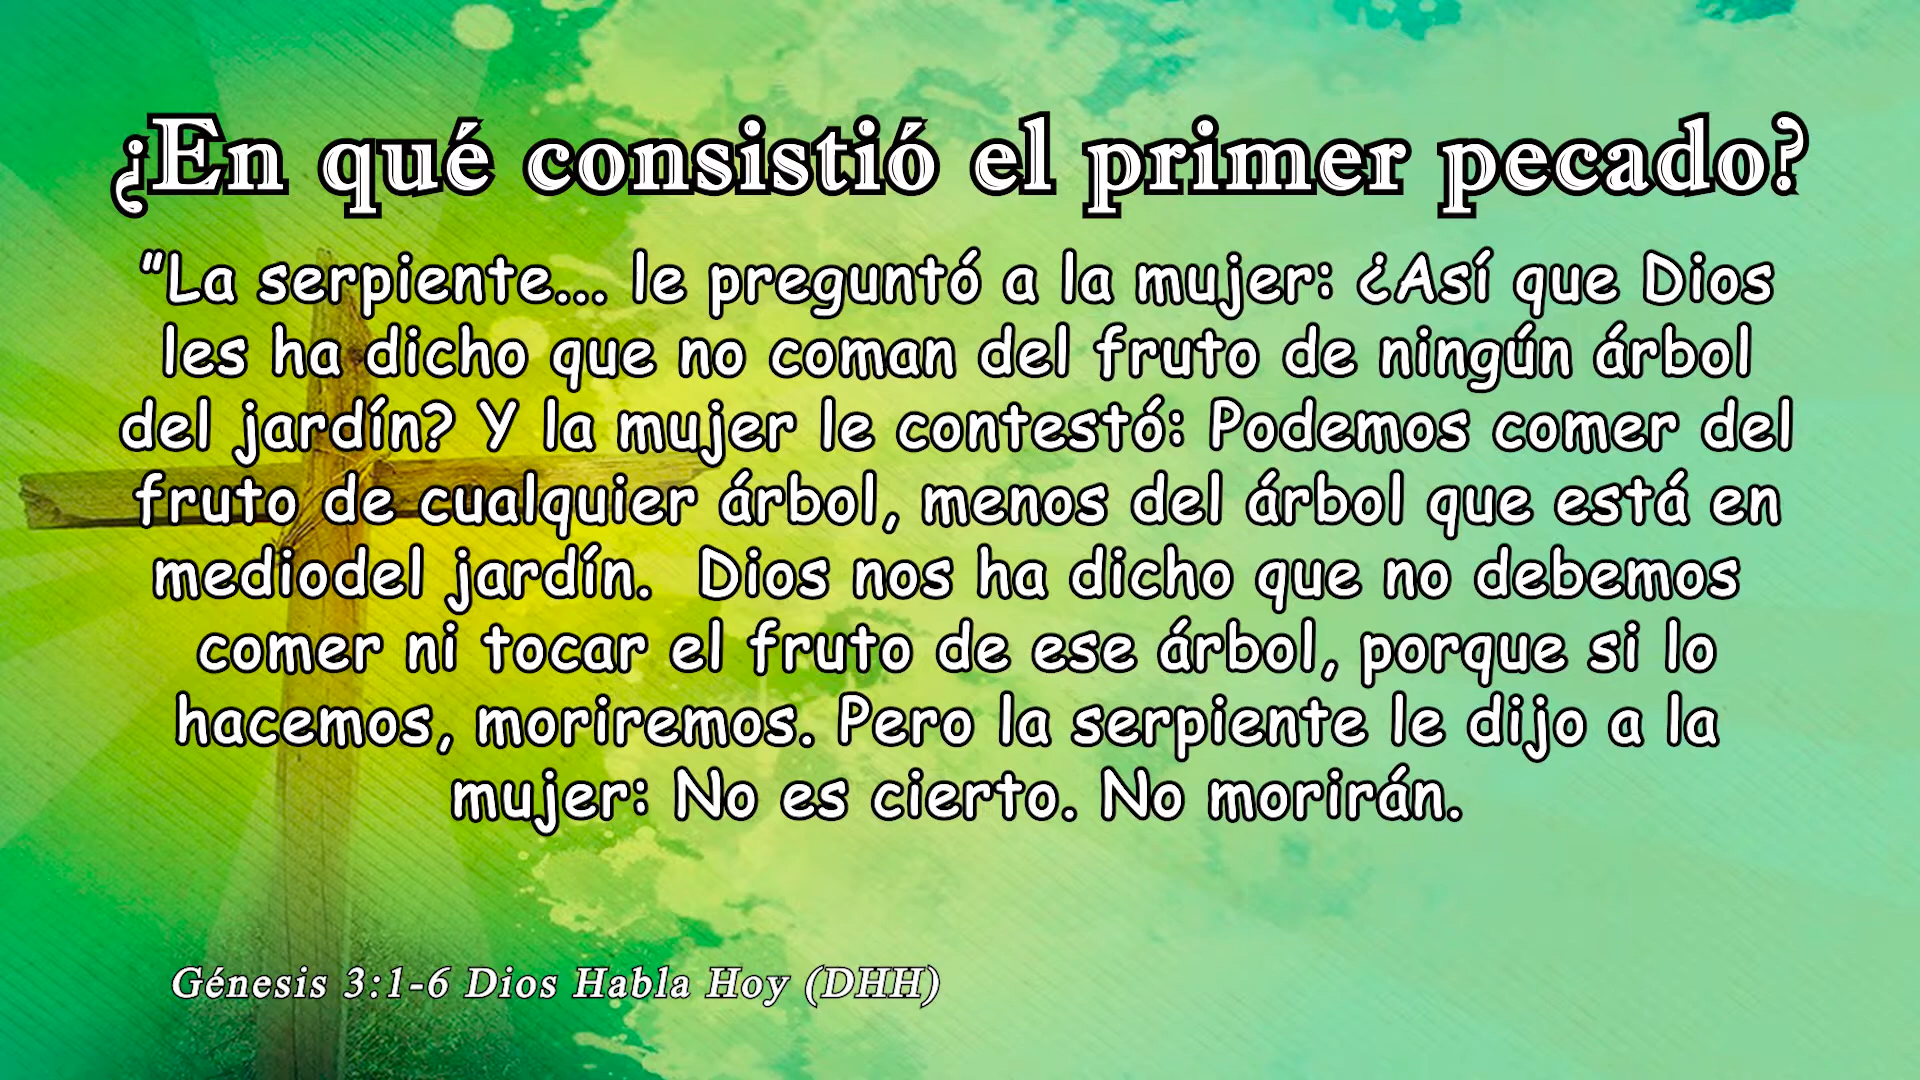 ¿En qué consistió el primer pecado?
”La serpiente... le preguntó a la mujer: ¿Así que Dios
les ha dicho que no coman del fruto de ningún árbol
del jardín? Y la mujer le contestó: Podemos comer del
fruto de cualquier árbol, menos del árbol que está en
mediodel jardín.  Dios nos ha dicho que no debemos
comer ni tocar el fruto de ese árbol, porque si lo
hacemos, moriremos. Pero la serpiente le dijo a la
mujer: No es cierto. No morirán.
Génesis 3:1-6 Dios Habla Hoy (DHH)